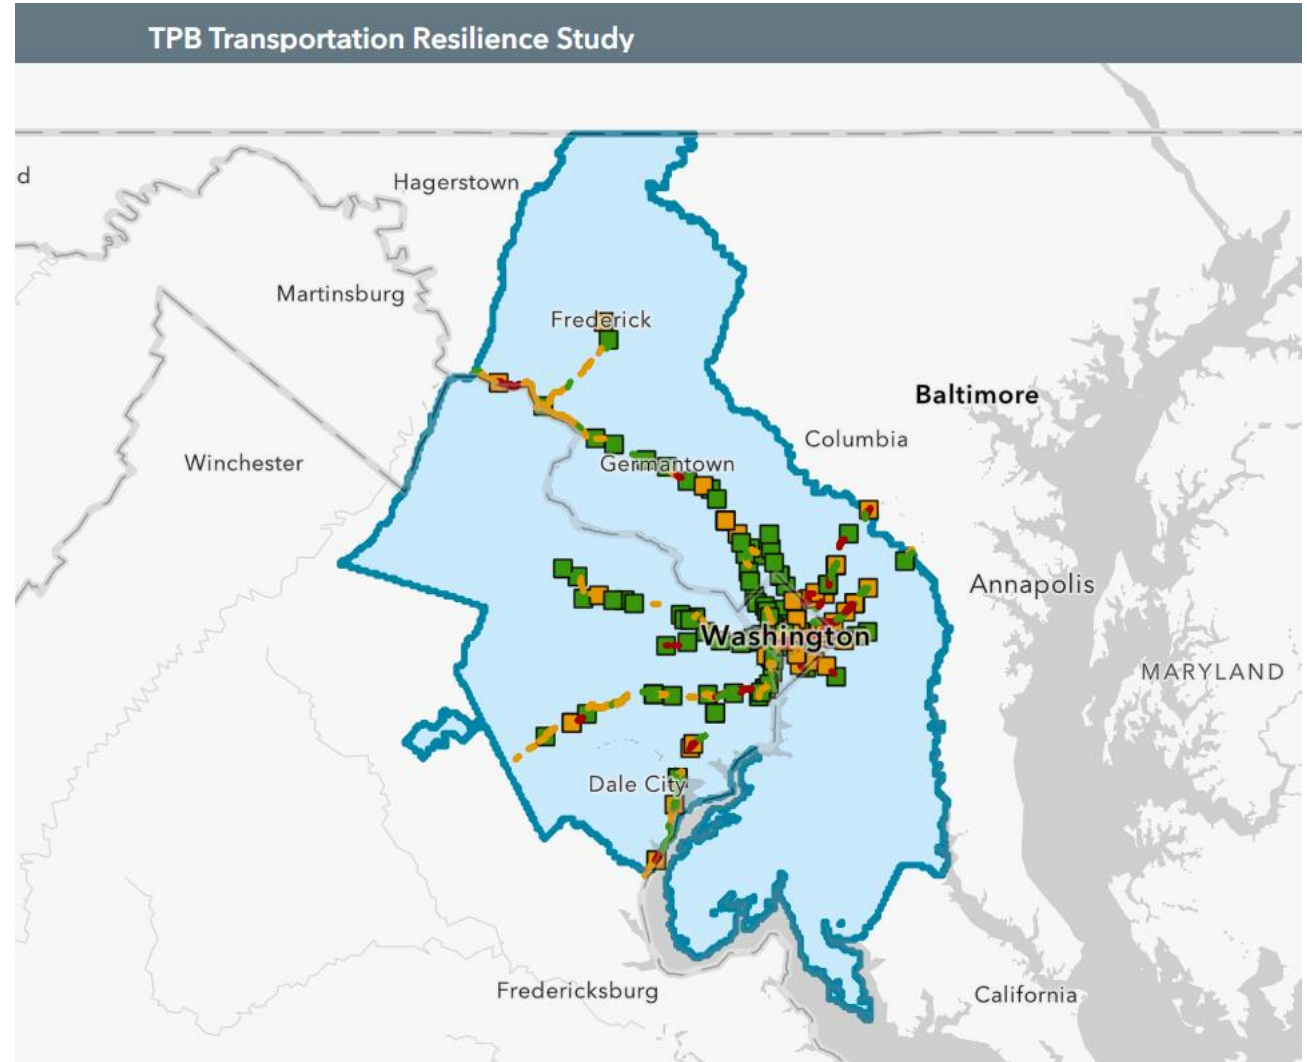 TPB Transportation Resilience Study
d
Hagerstown
Martinsburg
Frederick
Baltimore
Columbia
Winchester
Germantown
Annapolis
Washington
MARYLAND
Dale City
Fredericksburg
California